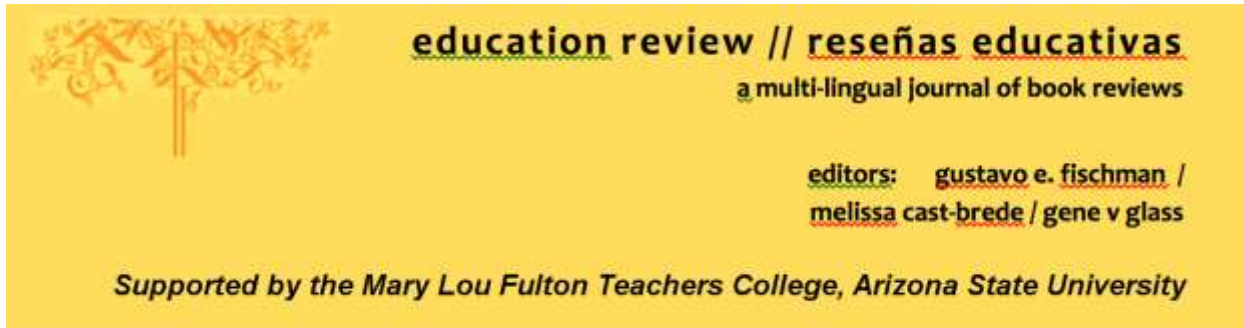 education review // reseñas educativas
a multi-lingual journal of book reviews
editors: gustavo e. fischman /
melissa cast-brede / gene v glass
Supported by the Mary Lou Fulton Teachers College, Arizona State University